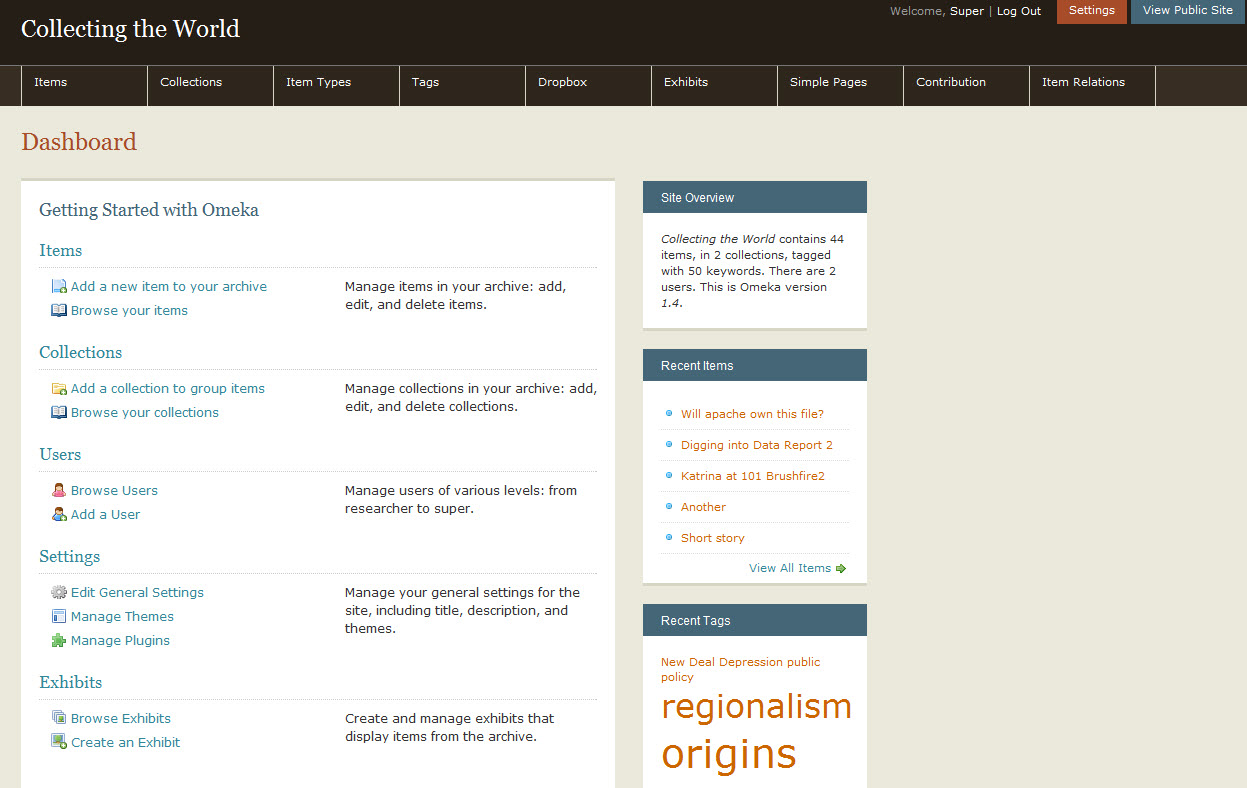 Collecting the World
Welcome, Super | Log Out
Settings
View Public Site
Items
Collections
Item Types
Tags
Dropbox
Exhibits
Simple Pages
Contribution
Item Relations
Dashboard
Getting Started with Omeka
Items
Add a new item to your archive
Browse your items
Manage items in your archive: add,
edit, and delete items.
Collections
Add a collection to group items
Browse your collections
Manage collections in your archive: add,
edit, and delete collections.
Users
Browse Users
Add a User
Manage users of various levels: from
researcher to super.
Settings
Edit General Settings
Manage Themes
Manage Plugins
Manage your general settings for the
site, including title, description, and
themes.
Exhibits
Browse Exhibits
Create an Exhibit
Create and manage exhibits that
display items from the archive.
Site Overview
Collecting the World contains 44
items, in 2 collections, tagged
with 50 keywords. There are 2
users. This is Omeka version
1.4.
Recent Items
Will apache own this file?
Digging into Data Report 2
Katrina at 101 Brushfire2
Another
Short story
View All Items
Recent Tags
New Deal Depression public
policy
regionalism
origins